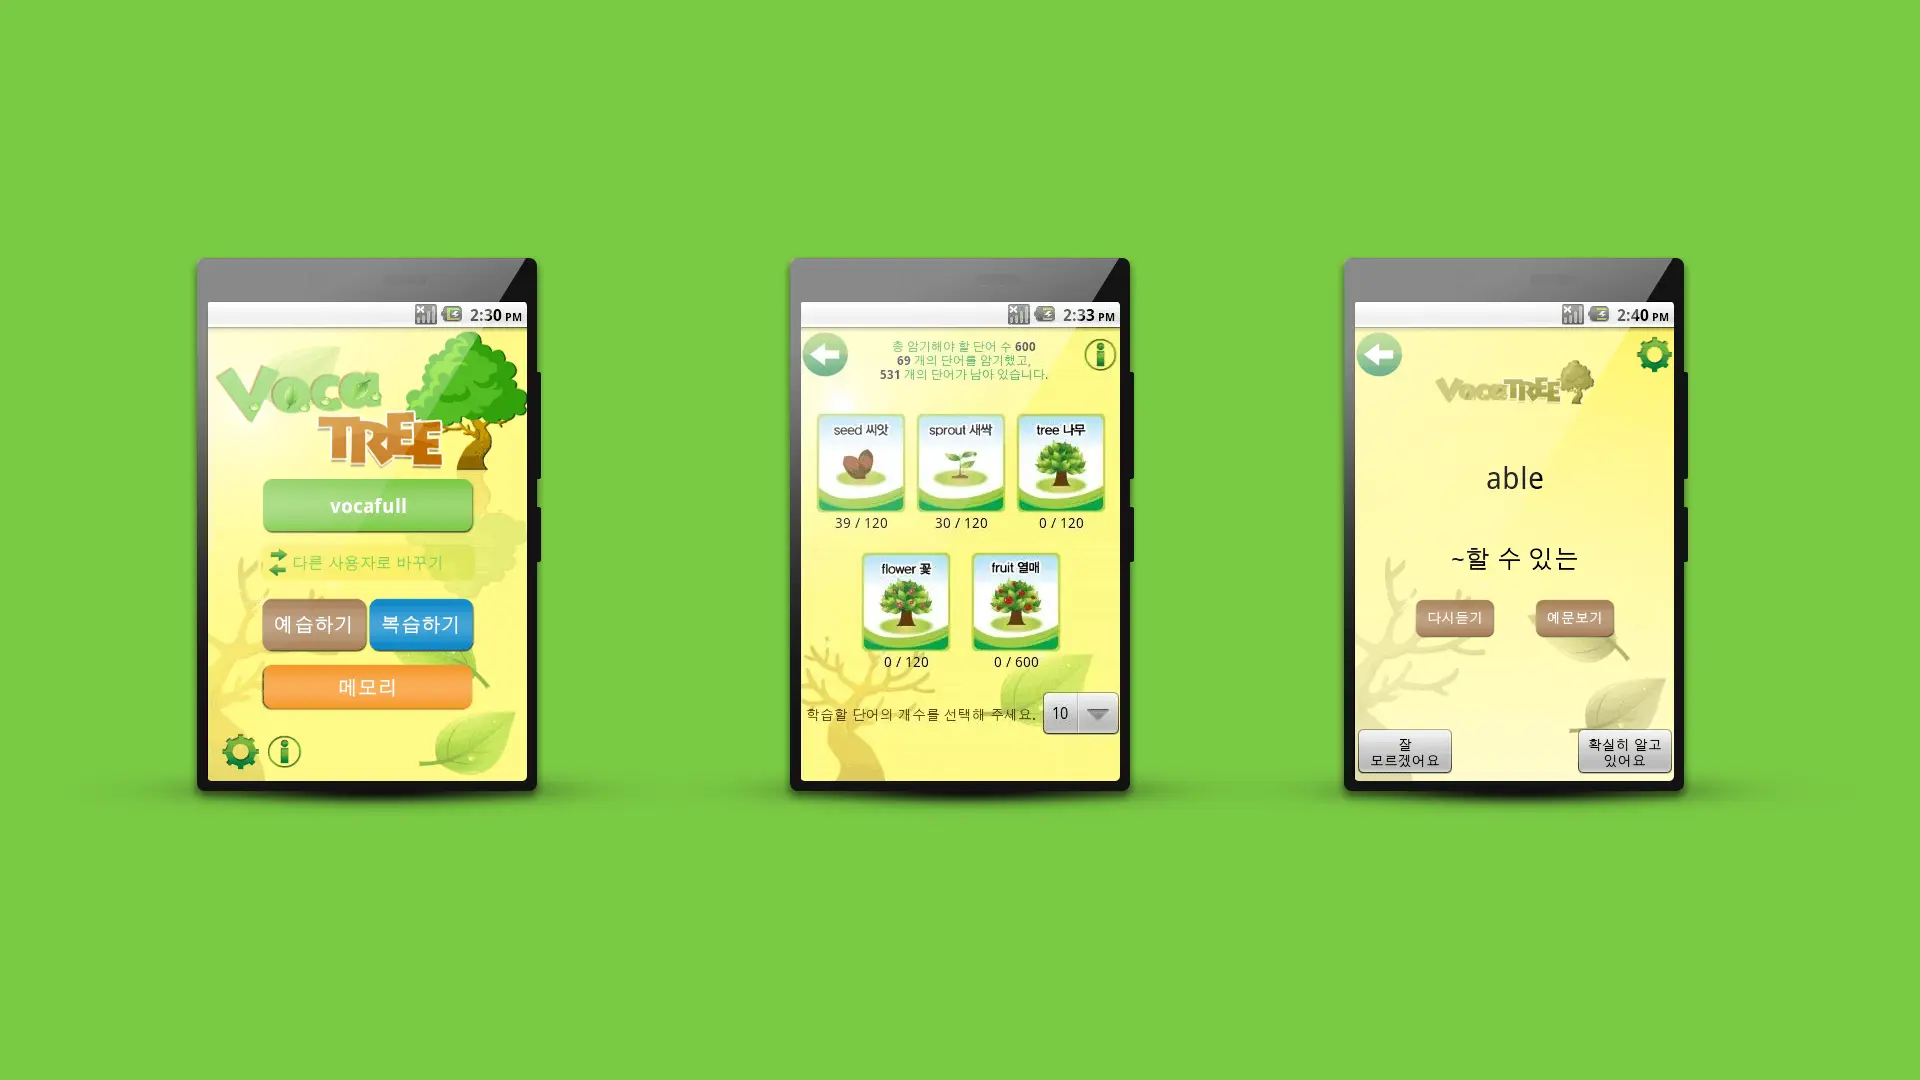 2:30 PM
Voca
TREE
vocafull
다른 사용자로 바꾸기
예습하기
복습하기
메모리
2:33 PM
총 암기해야 할 단어 수 600
69 개의 단어를 암기했고,
531 개의 단어가 남아 있습니다.
seed 씨앗
sprout 새싹
tree 나무
39 / 120
30 / 120
0 / 120
flower 꽃
fruit 열매
0 / 120
0 / 600
학습할 단어의 개수를 선택해 주세요.
10
2:40 PM
VocaTREE
able
~할 수 있는
다시듣기
예문보기
잘
모르겠어요
확실히 알고
있어요